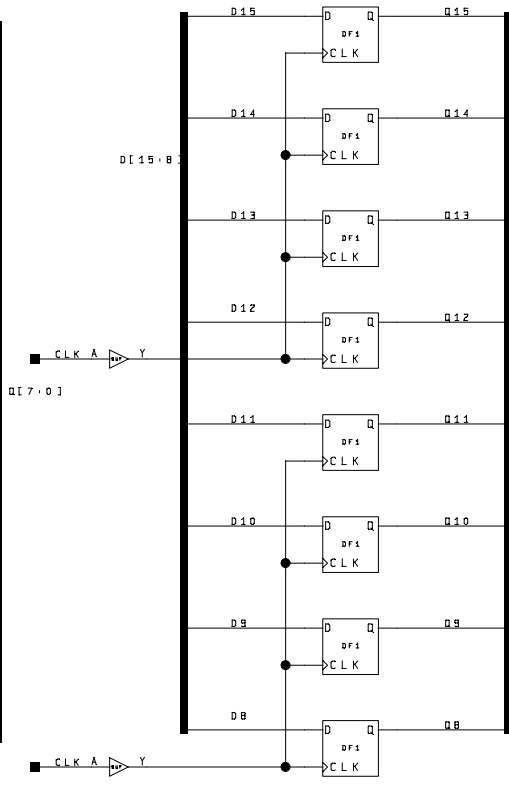 D15 D Q Q15
DF1
CLK
D14 D Q Q14
DF1
D[15:8]
CLK
D13 D Q Q13
DF1
CLK
D12 D Q Q12
DF1
CLK A BUF Y CLK
Q[7:0]
D11 D Q Q11
DF1
CLK
D10 D Q Q10
DF1
CLK
D9 D Q Q9
DF1
CLK
D8 D Q Q8
DF1
CLK A BUF Y CLK